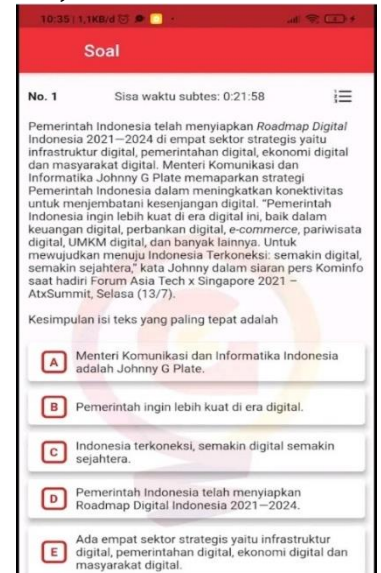 10:35 | 1,1KB/d
Soal
No. 1
Sisa waktu subtes: 0:21:58
Pemerintah Indonesia telah menyiapkan Roadmap Digital
Indonesia 2021—2024 di empat sektor strategis yaitu
infrastruktur digital, pemerintahan digital, ekonomi digital
dan masyarakat digital. Menteri Komunikasi dan
Informatika Johnny G Plate memaparkan strategi
Pemerintah Indonesia dalam meningkatkan konektivitas
untuk menjembatani kesenjangan digital. "Pemerintah
Indonesia ingin lebih kuat di era digital ini, baik dalam
keuangan digital, perbankan digital, e-commerce, pariwisata
digital, UMKM digital, dan banyak lainnya. Untuk
mewujudkan menuju Indonesia Terkoneksi: semakin digital,
semakin sejahtera," kata Johnny dalam siaran pers Kominfo
saat hadiri Forum Asia Tech x Singapore 2021 –
AtxSummit, Selasa (13/7).
Kesimpulan isi teks yang paling tepat adalah
A
Menteri Komunikasi dan Informatika Indonesia
adalah Johnny G Plate.
B
Pemerintah ingin lebih kuat di era digital.
C
Indonesia terkoneksi, semakin digital semakin
sejahtera.
D
Pemerintah Indonesia telah menyiapkan
Roadmap Digital Indonesia 2021—2024.
E
Ada empat sektor strategis yaitu infrastruktur
digital, pemerintahan digital, ekonomi digital dan
masyarakat digital.